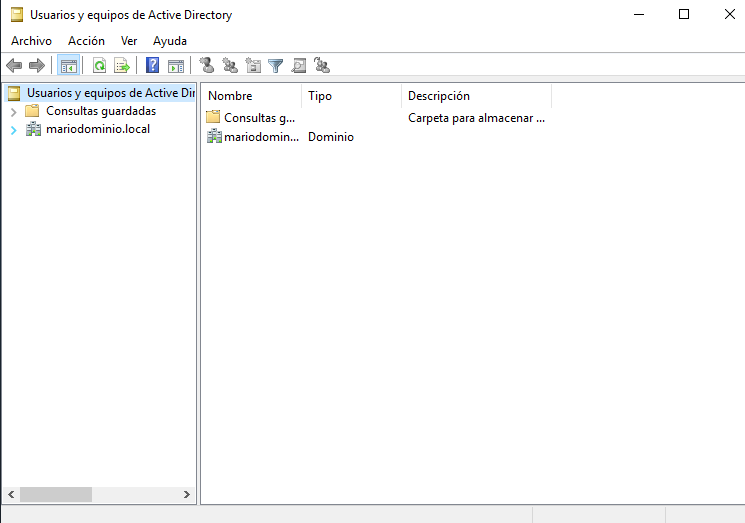 Usuarios y equipos de Active Directory
Archivo Acción Ver Ayuda
Usuarios y equipos de Active Dir
Consultas guardadas
mariodominio.local
Nombre Tipo Descripción
Consultas g... Carpeta para almacenar ...
mariodomin... Dominio